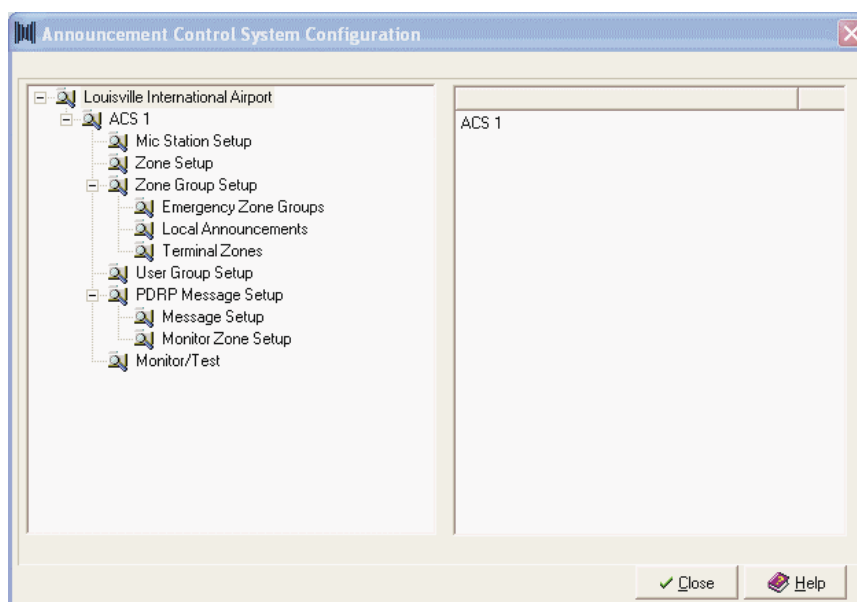 Announcement Control System Configuration
Louisville International Airport
ACS 1
Mic Station Setup
Zone Setup
Zone Group Setup
Emergency Zone Groups
Local Announcements
Terminal Zones
User Group Setup
PDRP Message Setup
Message Setup
Monitor Zone Setup
Monitor/Test
ACS 1
Close
Help